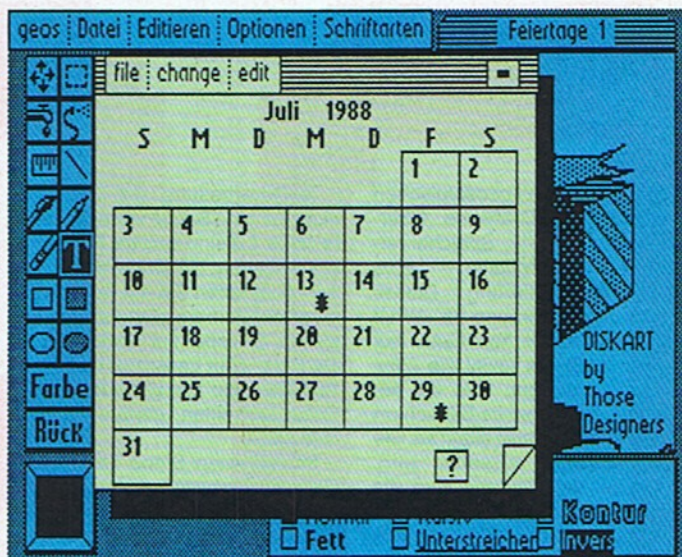 geos Datei Editieren Optionen Schriftarten Feiertage 1
file change edit
Juli 1988
S M D M D F S
1 2
3 4 5 6 7 8 9
10 11 12 13 14 15 16
17 18 19 20 21 22 23
24 25 26 27 28 29 30
31
?
T
Farbe
Rück
DISKART
by
Those
Designers
Kontur
Fett Unterstreichen Invers